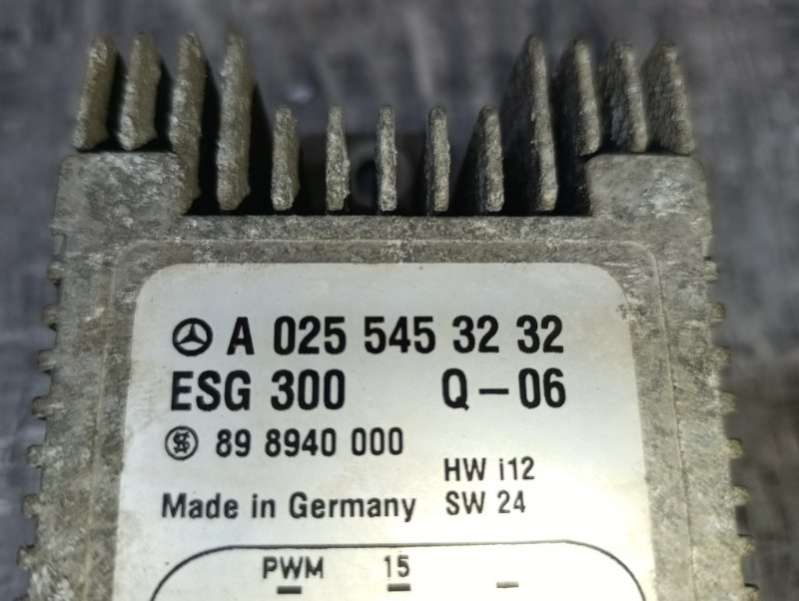 A 025 545 32 32
ESG 300 Q-06
89 8940 000
HW i12
Made in Germany SW 24
PWM 15 -